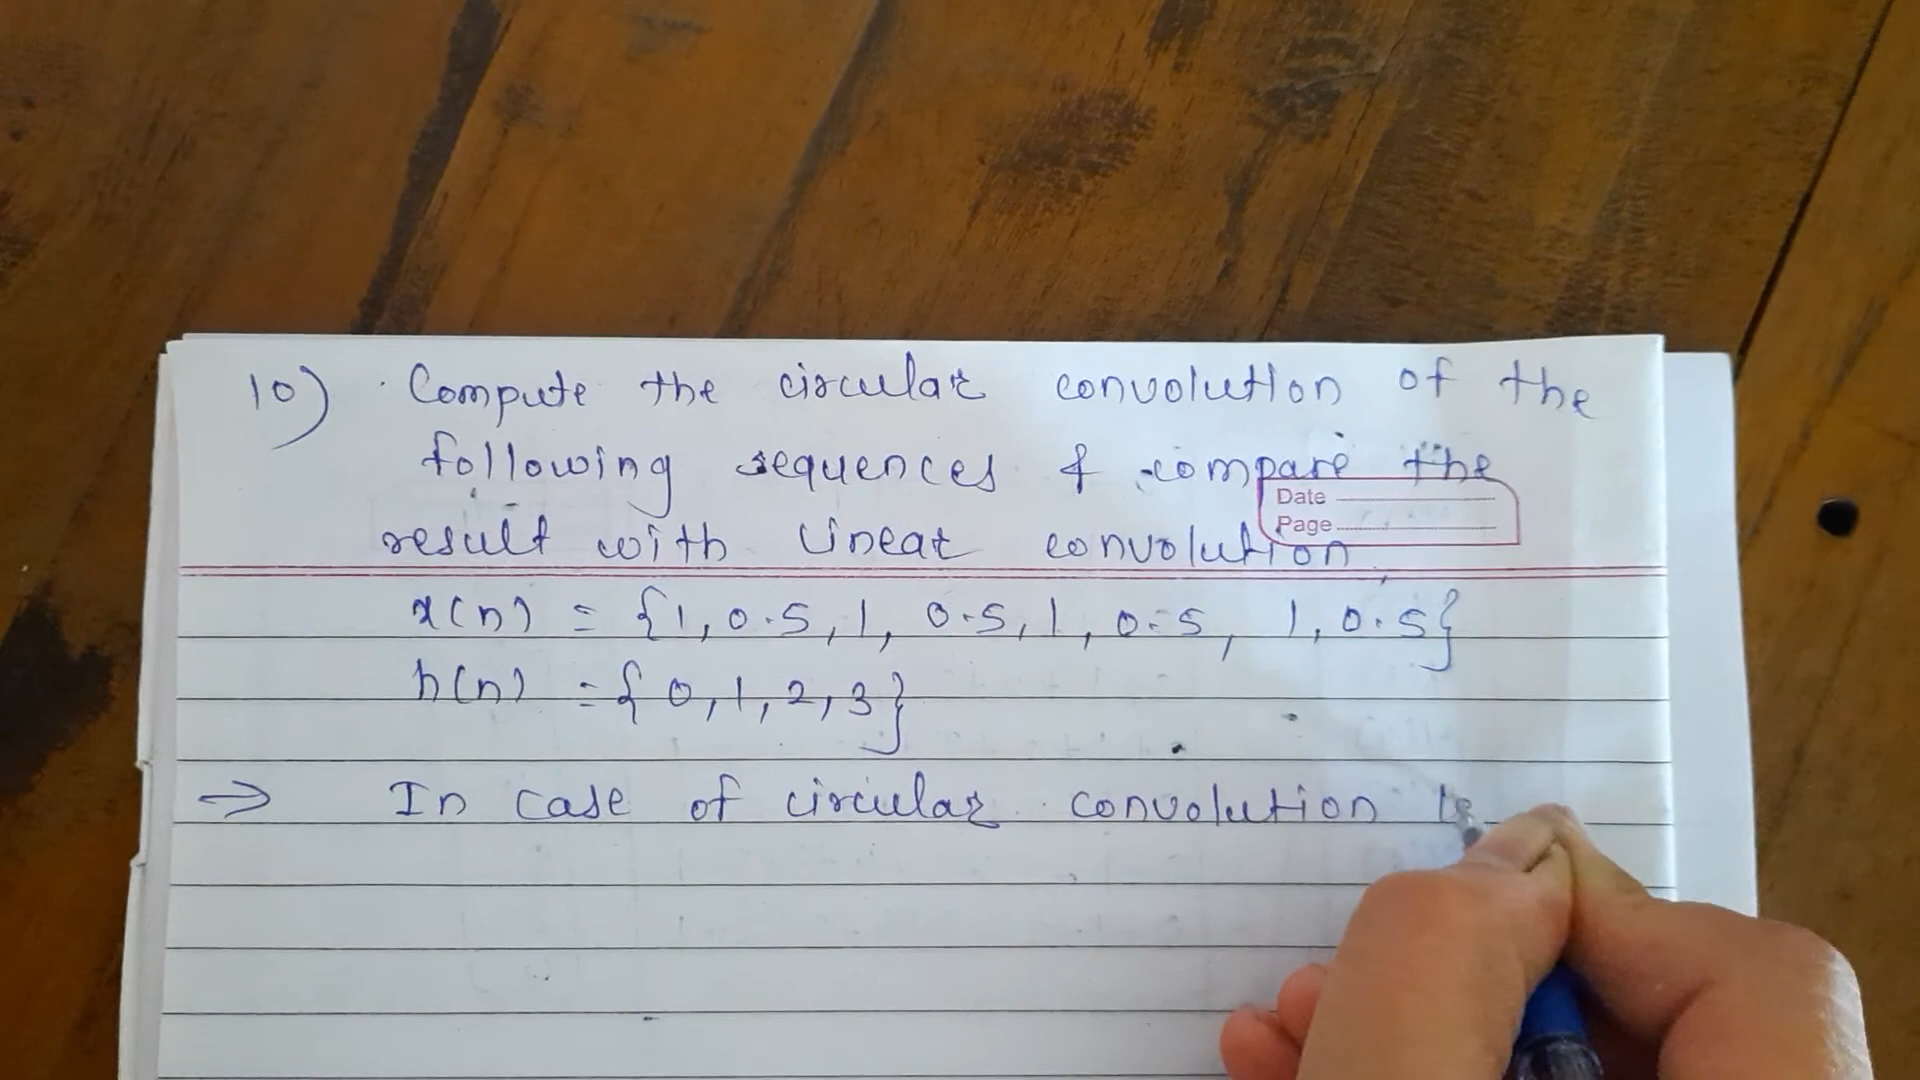 10) Compute the circular convolution of the
following sequences & compare the
Date
Page
result with linear convolution.
x(n) = {1, 0.5, 1, 0.5, 1, 0.5, 1, 0.5}
h(n) = {0, 1, 2, 3}
⇒ In case of circular convolution